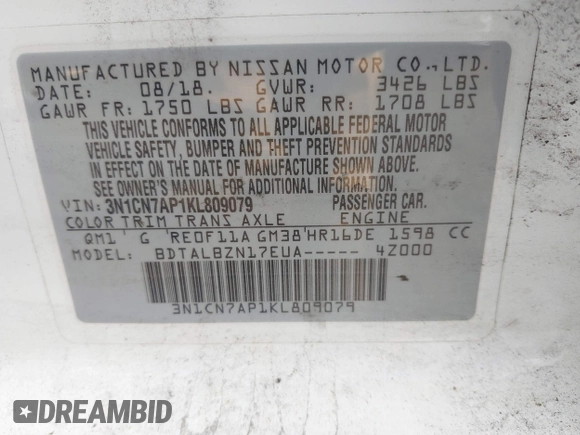 MANUFACTURED BY NISSAN MOTOR CO.,LTD.
DATE: 08/18. GVWR: 3426 LBS
GAWR FR: 1750 LBS GAWR RR: 1708 LBS
THIS VEHICLE CONFORMS TO ALL APPLICABLE FEDERAL MOTOR
VEHICLE SAFETY, BUMPER AND THEFT PREVENTION STANDARDS
IN EFFECT ON THE DATE OF MANUFACTURE SHOWN ABOVE.
SEE OWNER'S MANUAL FOR ADDITIONAL INFORMATION.
VIN: 3N1CN7AP1KL809079 PASSENGER CAR.
COLOR TRIM TRANS AXLE ENGINE
QM1 G RE0F11A GM38 HR16DE 1598 CC
MODEL: BDTALBZN17EUA----- 4Z000
3N1CN7AP1KL809079
DREAMBID